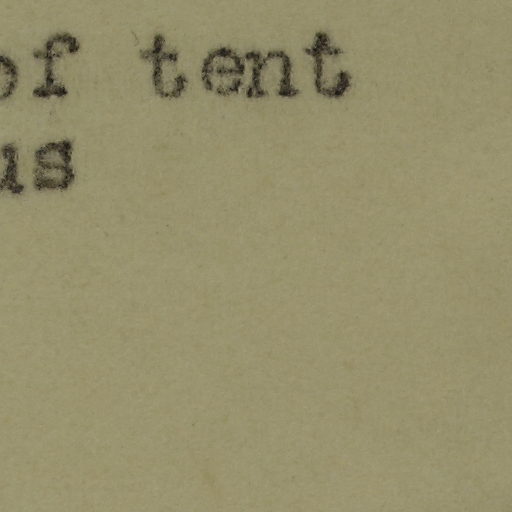 of tent
us